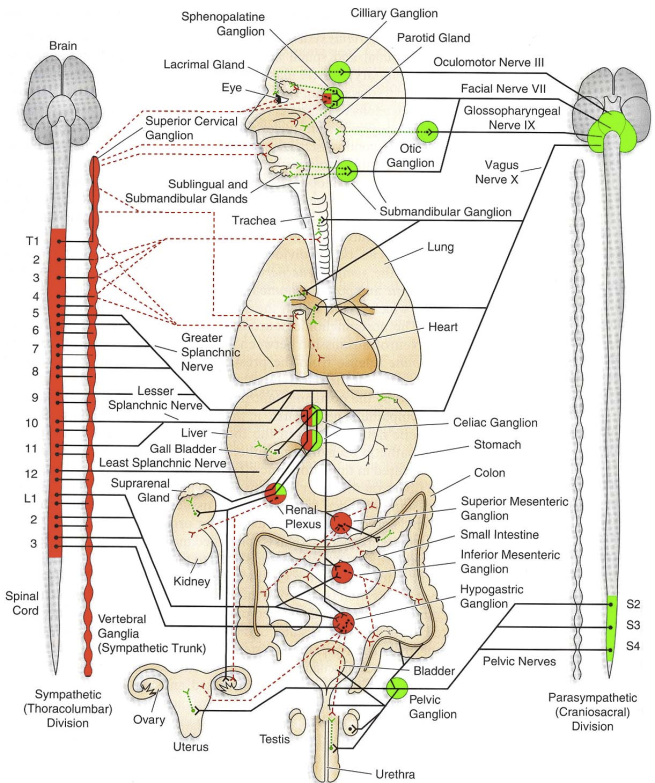 Sphenopalatine
Ganglion
Cilliary Ganglion
Parotid Gland
Brain
Lacrimal Gland
Eye
Oculomotor Nerve III
Facial Nerve VII
Glossopharyngeal
Nerve IX
Superior Cervical
Ganglion
Otic
Ganglion
Vagus
Nerve X
Sublingual and
Submandibular Glands
Submandibular Ganglion
Trachea
T1
2
3
4
5
6
7
8
9
10
11
12
L1
2
3
Lung
Heart
Greater
Splanchnic
Nerve
Lesser
Splanchnic Nerve
Liver
Gall Bladder
Least Splanchnic Nerve
Celiac Ganglion
Stomach
Suprarenal
Gland
Colon
Renal
Plexus
Superior Mesenteric
Ganglion
Small Intestine
Inferior Mesenteric
Ganglion
Kidney
Hypogastric
Ganglion
Spinal
Cord
Vertebral
Ganglia
(Sympathetic Trunk)
S2
S3
S4
Pelvic Nerves
Bladder
Pelvic
Ganglion
Sympathetic
(Thoracolumbar)
Division
Ovary
Uterus
Testis
Urethra
Parasympathetic
(Craniosacral)
Division